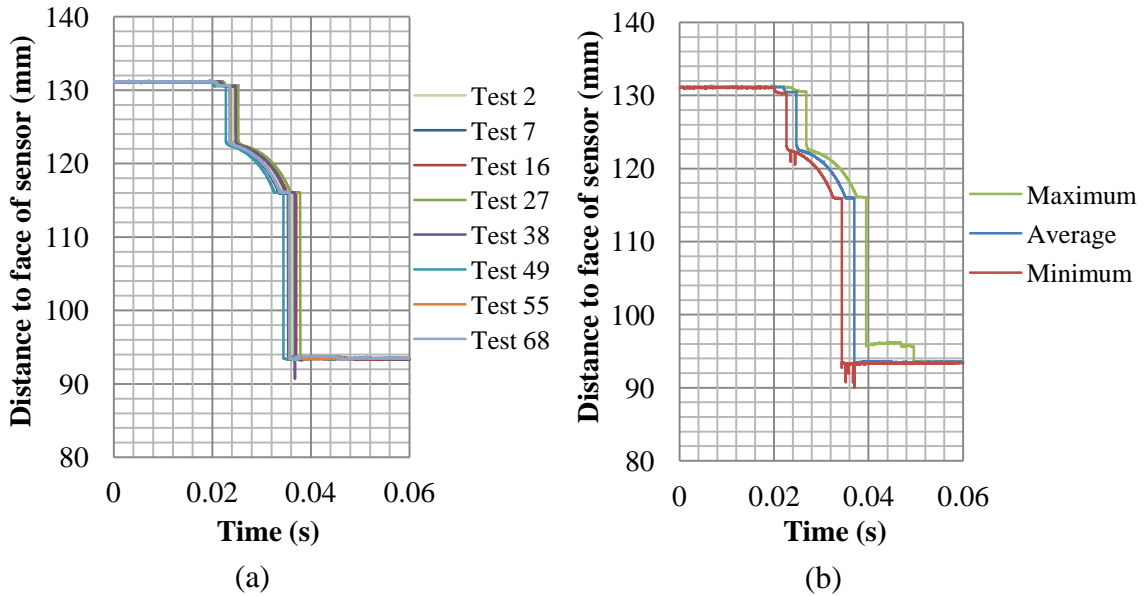 Distance to face of sensor (mm)
140
130
120
110
100
90
80
0
0.02
0.04
0.06
Time (s)
Test 2
Test 7
Test 16
Test 27
Test 38
Test 49
Test 55
Test 68
(a)
Distance to face of sensor (mm)
140
130
120
110
100
90
80
0
0.02
0.04
0.06
Time (s)
Maximum
Average
Minimum
(b)